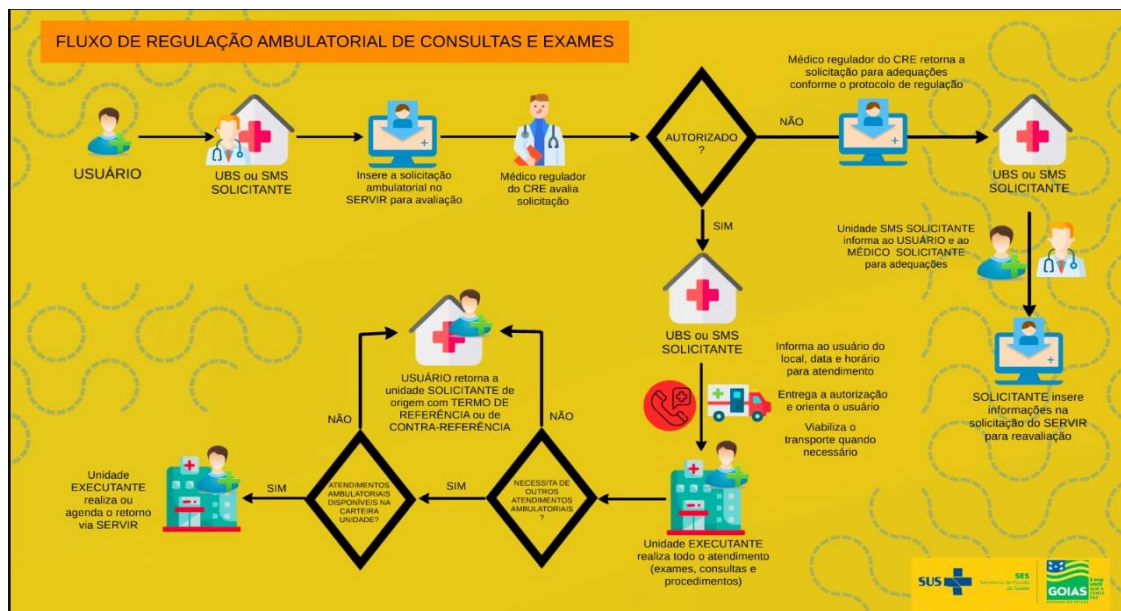 FLUXO DE REGULAÇÃO AMBULATORIAL DE CONSULTAS E EXAMES
USUÁRIO
UBS ou SMS
SOLICITANTE
Insere a solicitação
ambulatorial no
SERVIR para avaliação
Médico regulador
do CRE avalia
solicitação
AUTORIZADO
?
NÃO
Médico regulador do CRE retorna a
solicitação para adequações
conforme o protocolo de regulação
UBS ou SMS
SOLICITANTE
Unidade SMS SOLICITANTE
informa ao USUÁRIO e ao
MÉDICO SOLICITANTE
para adequações
SOLICITANTE insere
informações na
solicitação do SERVIR
para reavaliação
SIM
UBS ou SMS
SOLICITANTE
Informa ao usuário do
local, data e horário
para atendimento
Entrega a autorização
e orienta o usuário
Viabiliza o
transporte quando
necessário
Unidade EXECUTANTE
realiza todo o atendimento
(exames, consultas e
procedimentos)
NECESSITA DE
OUTROS
ATENDIMENTOS
AMBULATORIAIS
?
NÃO
SIM
USUÁRIO retorna a
unidade SOLICITANTE de
origem com TERMO DE
REFERÊNCIA ou de
CONTRA-REFERÊNCIA
ATENDIMENTOS
AMBULATORIAIS
DISPONÍVEIS NA
CARTEIRA
UNIDADE?
NÃO
SIM
Unidade
EXECUTANTE
realiza ou
agenda o retorno
via SERVIR
SUS
SES
Secretaria de Estado
da Saúde
GOIÁS